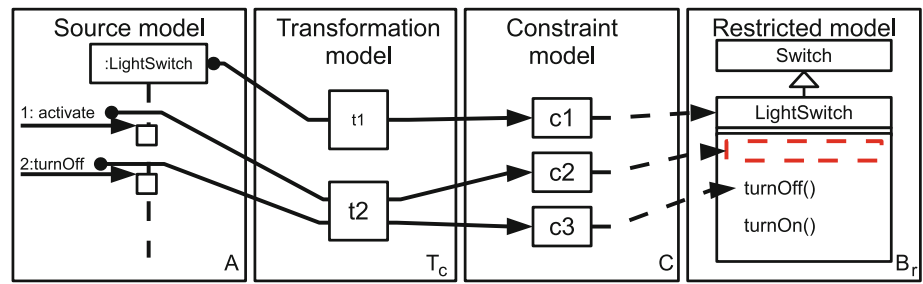 Source model
:LightSwitch
1: activate
2:turnOff
A
Transformation
model
t1
t2
Tc
Constraint
model
c1
c2
c3
C
Restricted model
Switch
LightSwitch
turnOff()
turnOn()
Br